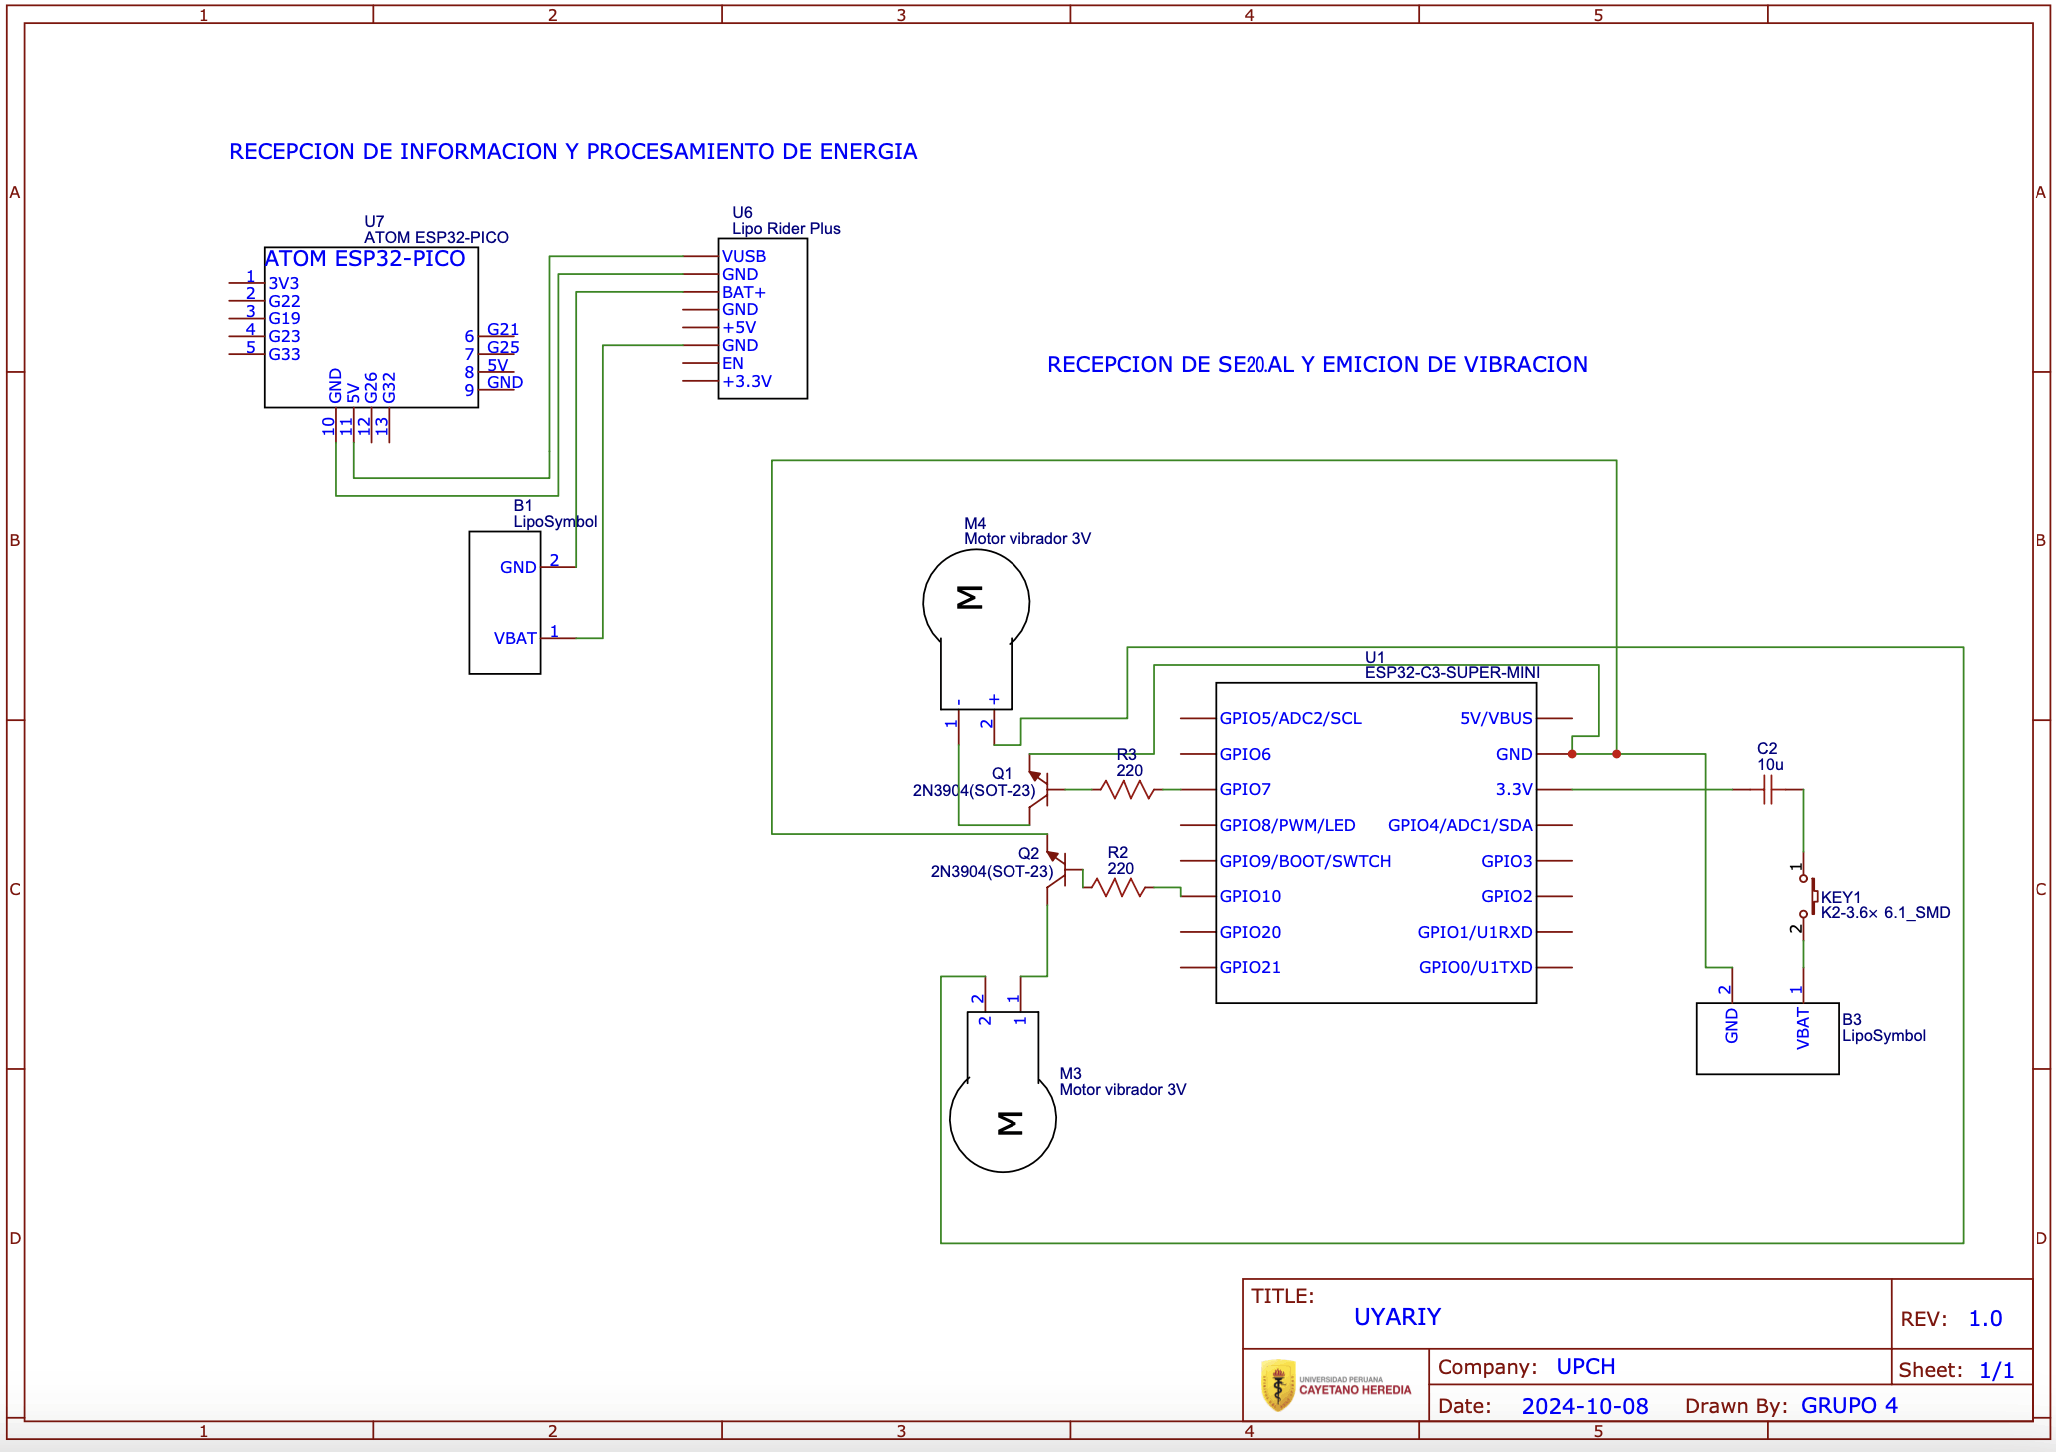 1 2 3 4 5
A A
B B
C C
D D
RECEPCION DE INFORMACION Y PROCESAMIENTO DE ENERGIA
U7
ATOM ESP32-PICO
ATOM ESP32-PICO
1 3V3
2 G22
3 G19
4 G23
5 G33
6 G21
7 G25
8 5V
9 GND
GND 5V G26 G32
10 11 12 13
U6
Lipo Rider Plus
VUSB
GND
BAT+
GND
+5V
GND
EN
+3.3V
B1
LipoSymbol
GND 2
VBAT 1
RECEPCION DE SE20.AL Y EMICION DE VIBRACION
M4
Motor vibrador 3V
M
- +
1 2
Q1
2N3904(SOT-23)
R3
220
Q2
2N3904(SOT-23)
R2
220
U1
ESP32-C3-SUPER-MINI
GPIO5/ADC2/SCL 5V/VBUS
GPIO6 GND
GPIO7 3.3V
GPIO8/PWM/LED GPIO4/ADC1/SDA
GPIO9/BOOT/SWTCH GPIO3
GPIO10 GPIO2
GPIO20 GPIO1/U1RXD
GPIO21 GPIO0/U1TXD
C2
10u
1
KEY1
K2-3.6× 6.1_SMD
2
2 1
GND VBAT
B3
LipoSymbol
2 1
2 1
M3
Motor vibrador 3V
M
TITLE:
UYARIY
REV: 1.0
UNIVERSIDAD PERUANA
CAYETANO HEREDIA
Company: UPCH
Sheet: 1/1
Date: 2024-10-08 Drawn By: GRUPO 4
1 2 3 4 5